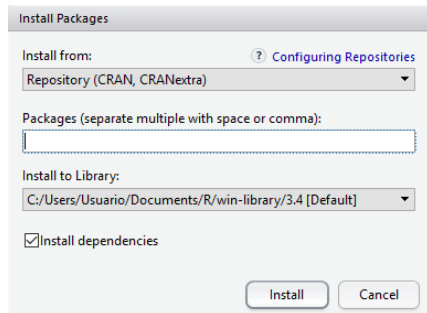 Install Packages
Install from:
? Configuring Repositories
Repository (CRAN, CRANextra)
Packages (separate multiple with space or comma):
Install to Library:
C:/Users/Usuario/Documents/R/win-library/3.4 [Default]
Install dependencies
Install
Cancel